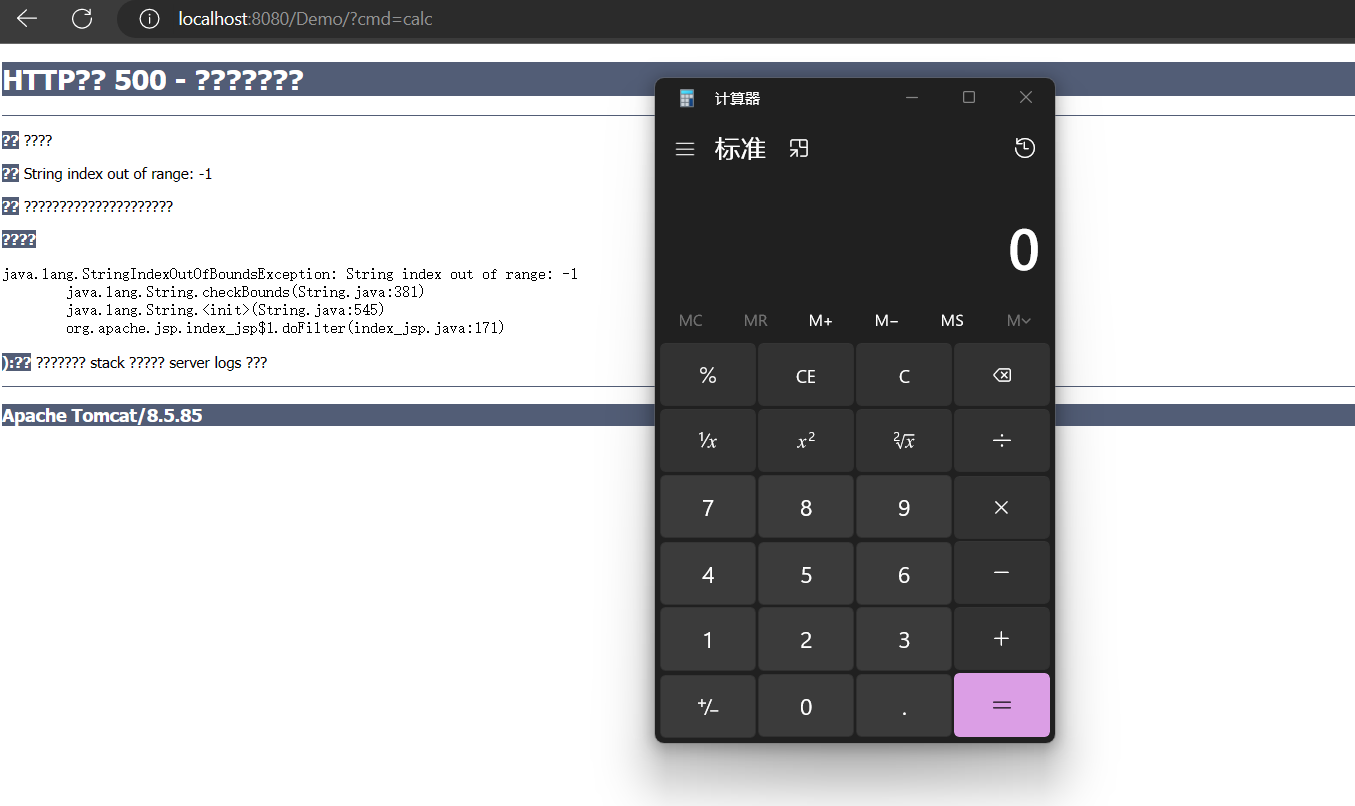 localhost:8080/Demo/?cmd=calc
HTTP?? 500 - ???????
?? ????
?? String index out of range: -1
?? ?????????????????????
????
java.lang.StringIndexOutOfBoundsException: String index out of range: -1
java.lang.String.checkBounds(String.java:381)
java.lang.String.<init>(String.java:545)
org.apache.jsp.index_jsp$1.doFilter(index_jsp.java:171)
):?? ??????? stack ????? server logs ???
Apache Tomcat/8.5.85
计算器
标准
0
MC MR M+ M− MS M
% CE C
¹/x x² ²√x ÷
7 8 9 ×
4 5 6 −
1 2 3 +
+/− 0 . =